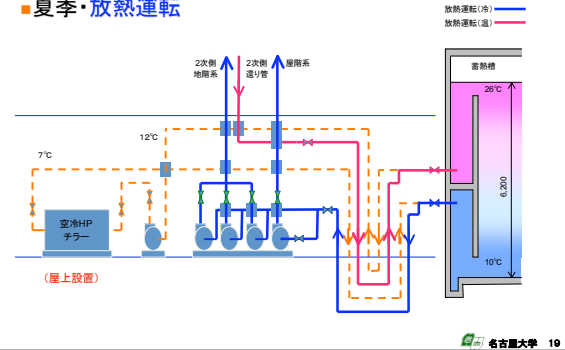 ■夏季・放熱運転
放熱運転(冷)
放熱運転(温)
2次側
地階系
2次側
還り管
屋階系
蓄熱槽
26℃
12℃
7℃
6,200
空冷HP
チラー
10℃
(屋上設置)
名古屋大学 19